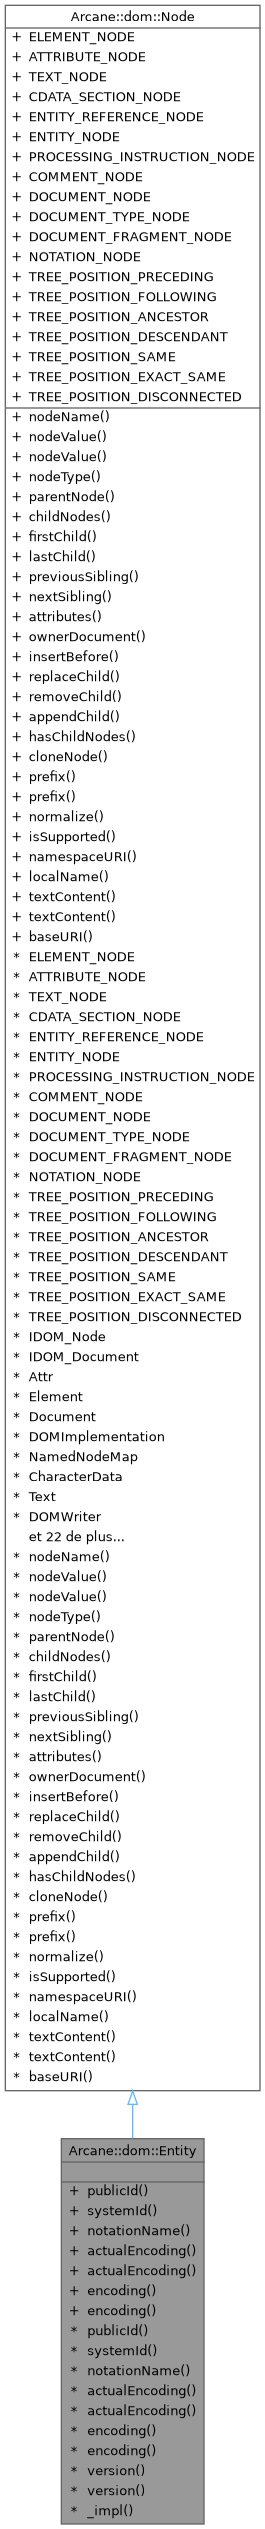 Arcane::dom::Node
+ ELEMENT_NODE
+ ATTRIBUTE_NODE
+ TEXT_NODE
+ CDATA_SECTION_NODE
+ ENTITY_REFERENCE_NODE
+ ENTITY_NODE
+ PROCESSING_INSTRUCTION_NODE
+ COMMENT_NODE
+ DOCUMENT_NODE
+ DOCUMENT_TYPE_NODE
+ DOCUMENT_FRAGMENT_NODE
+ NOTATION_NODE
+ TREE_POSITION_PRECEDING
+ TREE_POSITION_FOLLOWING
+ TREE_POSITION_ANCESTOR
+ TREE_POSITION_DESCENDANT
+ TREE_POSITION_SAME
+ TREE_POSITION_EXACT_SAME
+ TREE_POSITION_DISCONNECTED
+ nodeName()
+ nodeValue()
+ nodeValue()
+ nodeType()
+ parentNode()
+ childNodes()
+ firstChild()
+ lastChild()
+ previousSibling()
+ nextSibling()
+ attributes()
+ ownerDocument()
+ insertBefore()
+ replaceChild()
+ removeChild()
+ appendChild()
+ hasChildNodes()
+ cloneNode()
+ prefix()
+ prefix()
+ normalize()
+ isSupported()
+ namespaceURI()
+ localName()
+ textContent()
+ textContent()
+ baseURI()
* ELEMENT_NODE
* ATTRIBUTE_NODE
* TEXT_NODE
* CDATA_SECTION_NODE
* ENTITY_REFERENCE_NODE
* ENTITY_NODE
* PROCESSING_INSTRUCTION_NODE
* COMMENT_NODE
* DOCUMENT_NODE
* DOCUMENT_TYPE_NODE
* DOCUMENT_FRAGMENT_NODE
* NOTATION_NODE
* TREE_POSITION_PRECEDING
* TREE_POSITION_FOLLOWING
* TREE_POSITION_ANCESTOR
* TREE_POSITION_DESCENDANT
* TREE_POSITION_SAME
* TREE_POSITION_EXACT_SAME
* TREE_POSITION_DISCONNECTED
* IDOM_Node
* IDOM_Document
* Attr
* Element
* Document
* DOMImplementation
* NamedNodeMap
* CharacterData
* Text
* DOMWriter
et 22 de plus...
* nodeName()
* nodeValue()
* nodeValue()
* nodeType()
* parentNode()
* childNodes()
* firstChild()
* lastChild()
* previousSibling()
* nextSibling()
* attributes()
* ownerDocument()
* insertBefore()
* replaceChild()
* removeChild()
* appendChild()
* hasChildNodes()
* cloneNode()
* prefix()
* prefix()
* normalize()
* isSupported()
* namespaceURI()
* localName()
* textContent()
* textContent()
* baseURI()
Arcane::dom::Entity
+ publicId()
+ systemId()
+ notationName()
+ actualEncoding()
+ actualEncoding()
+ encoding()
+ encoding()
* publicId()
* systemId()
* notationName()
* actualEncoding()
* actualEncoding()
* encoding()
* encoding()
* version()
* version()
* _impl()